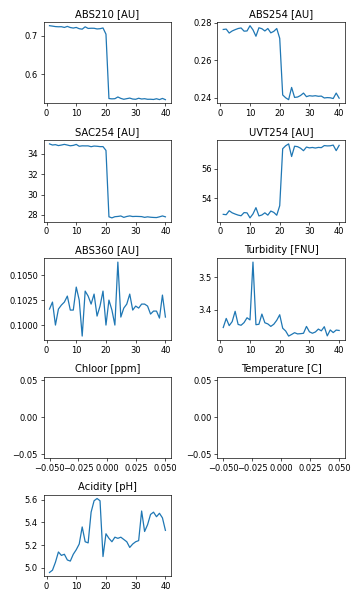 ABS210 [AU]
0.7
0.6
0 10 20 30 40
ABS254 [AU]
0.28
0.26
0.24
0 10 20 30 40
SAC254 [AU]
34
32
30
28
0 10 20 30 40
UVT254 [AU]
56
54
0 10 20 30 40
ABS360 [AU]
0.1050
0.1025
0.1000
0 10 20 30 40
Turbidity [FNU]
3.5
3.4
0 10 20 30 40
Chloor [ppm]
0.05
0.00
−0.05
−0.050 −0.025 0.000 0.025 0.050
Temperature [C]
0.05
0.00
−0.05
−0.050 −0.025 0.000 0.025 0.050
Acidity [pH]
5.6
5.4
5.2
5.0
0 10 20 30 40